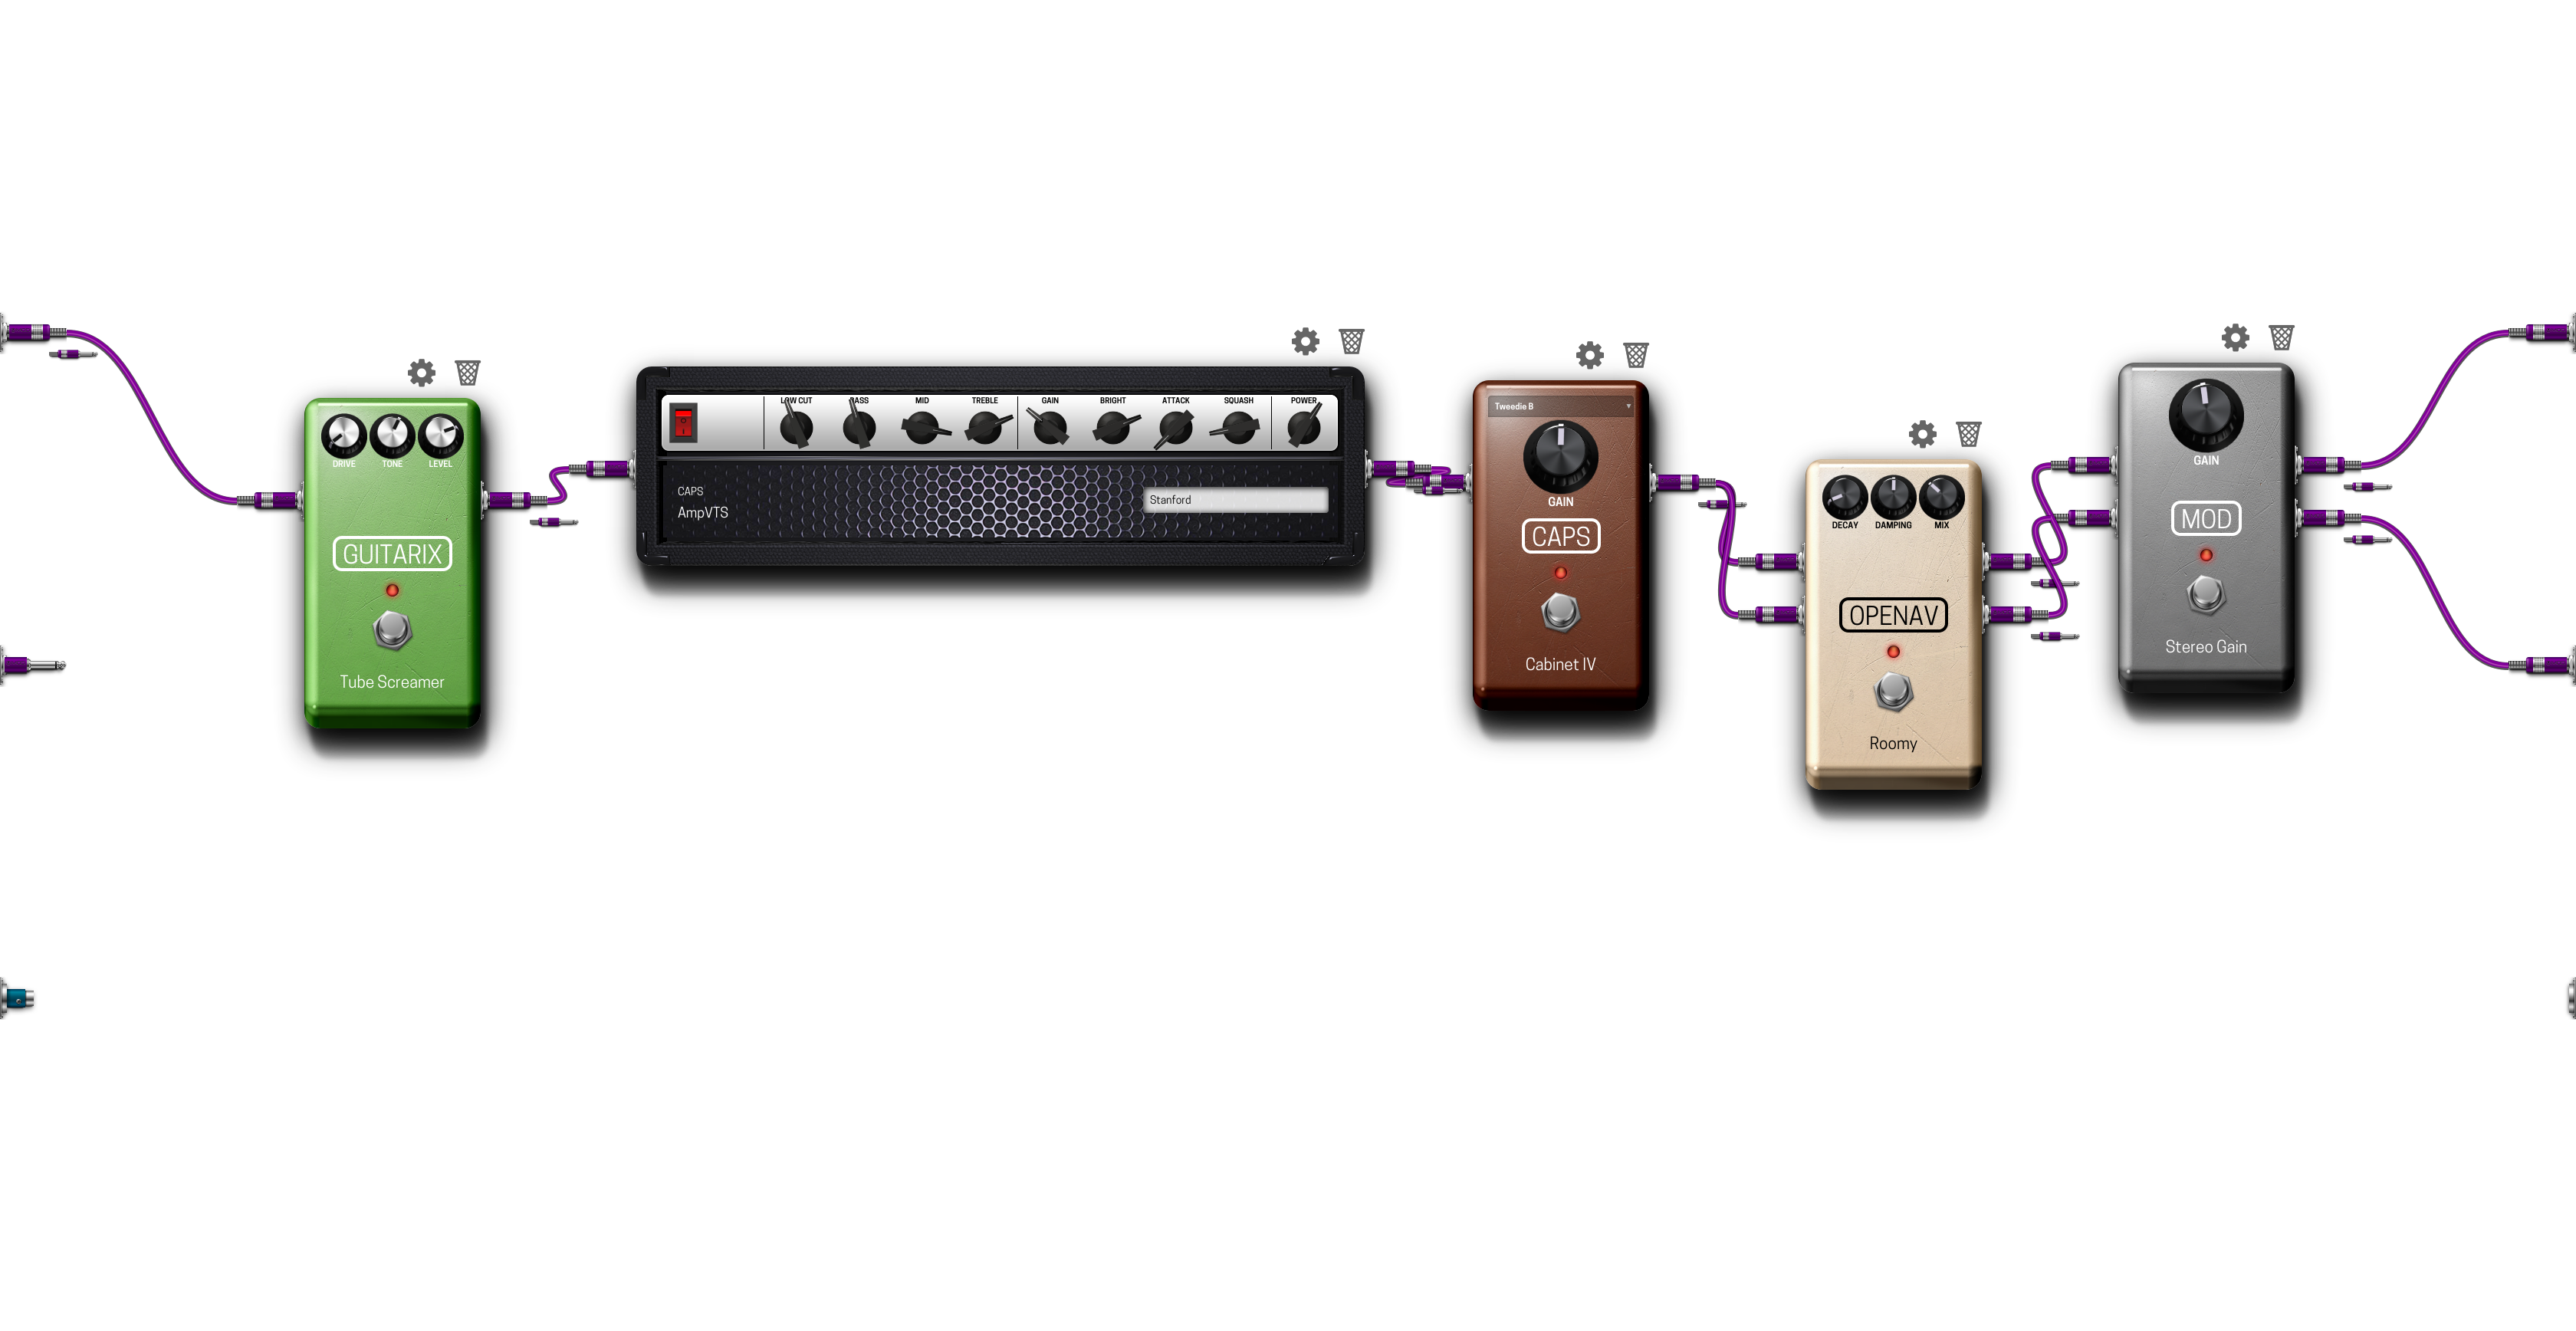 DRIVE TONE LEVEL
GUITARIX
Tube Screamer
LOW CUT BASS MID TREBLE GAIN BRIGHT ATTACK SQUASH POWER
CAPS
AmpVTS
Stanford
Tweedie B
GAIN
CAPS
Cabinet IV
DECAY DAMPING MIX
OPENAV
Roomy
GAIN
MOD
Stereo Gain